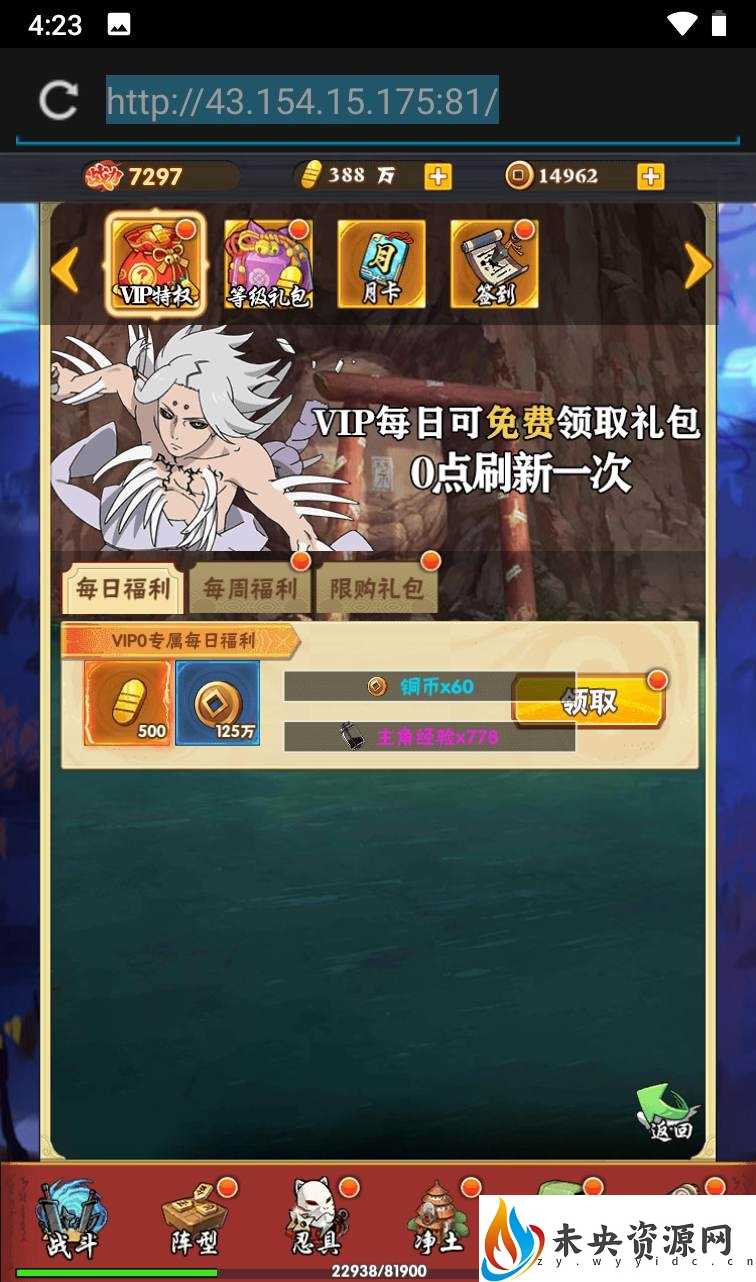 4:23
http://43.154.15.175:81/
战力 7297
388 万
14962
VIP特权
等级礼包
月卡
签到
VIP每日可免费领取礼包
0点刷新一次
每日福利
每周福利
限购礼包
VIP0专属每日福利
500
125万
铜币x60
主角经验x778
领取
返回
战斗
阵型
忍具
净土
未央资源网
zy.wyyidc.cn
22938/81900